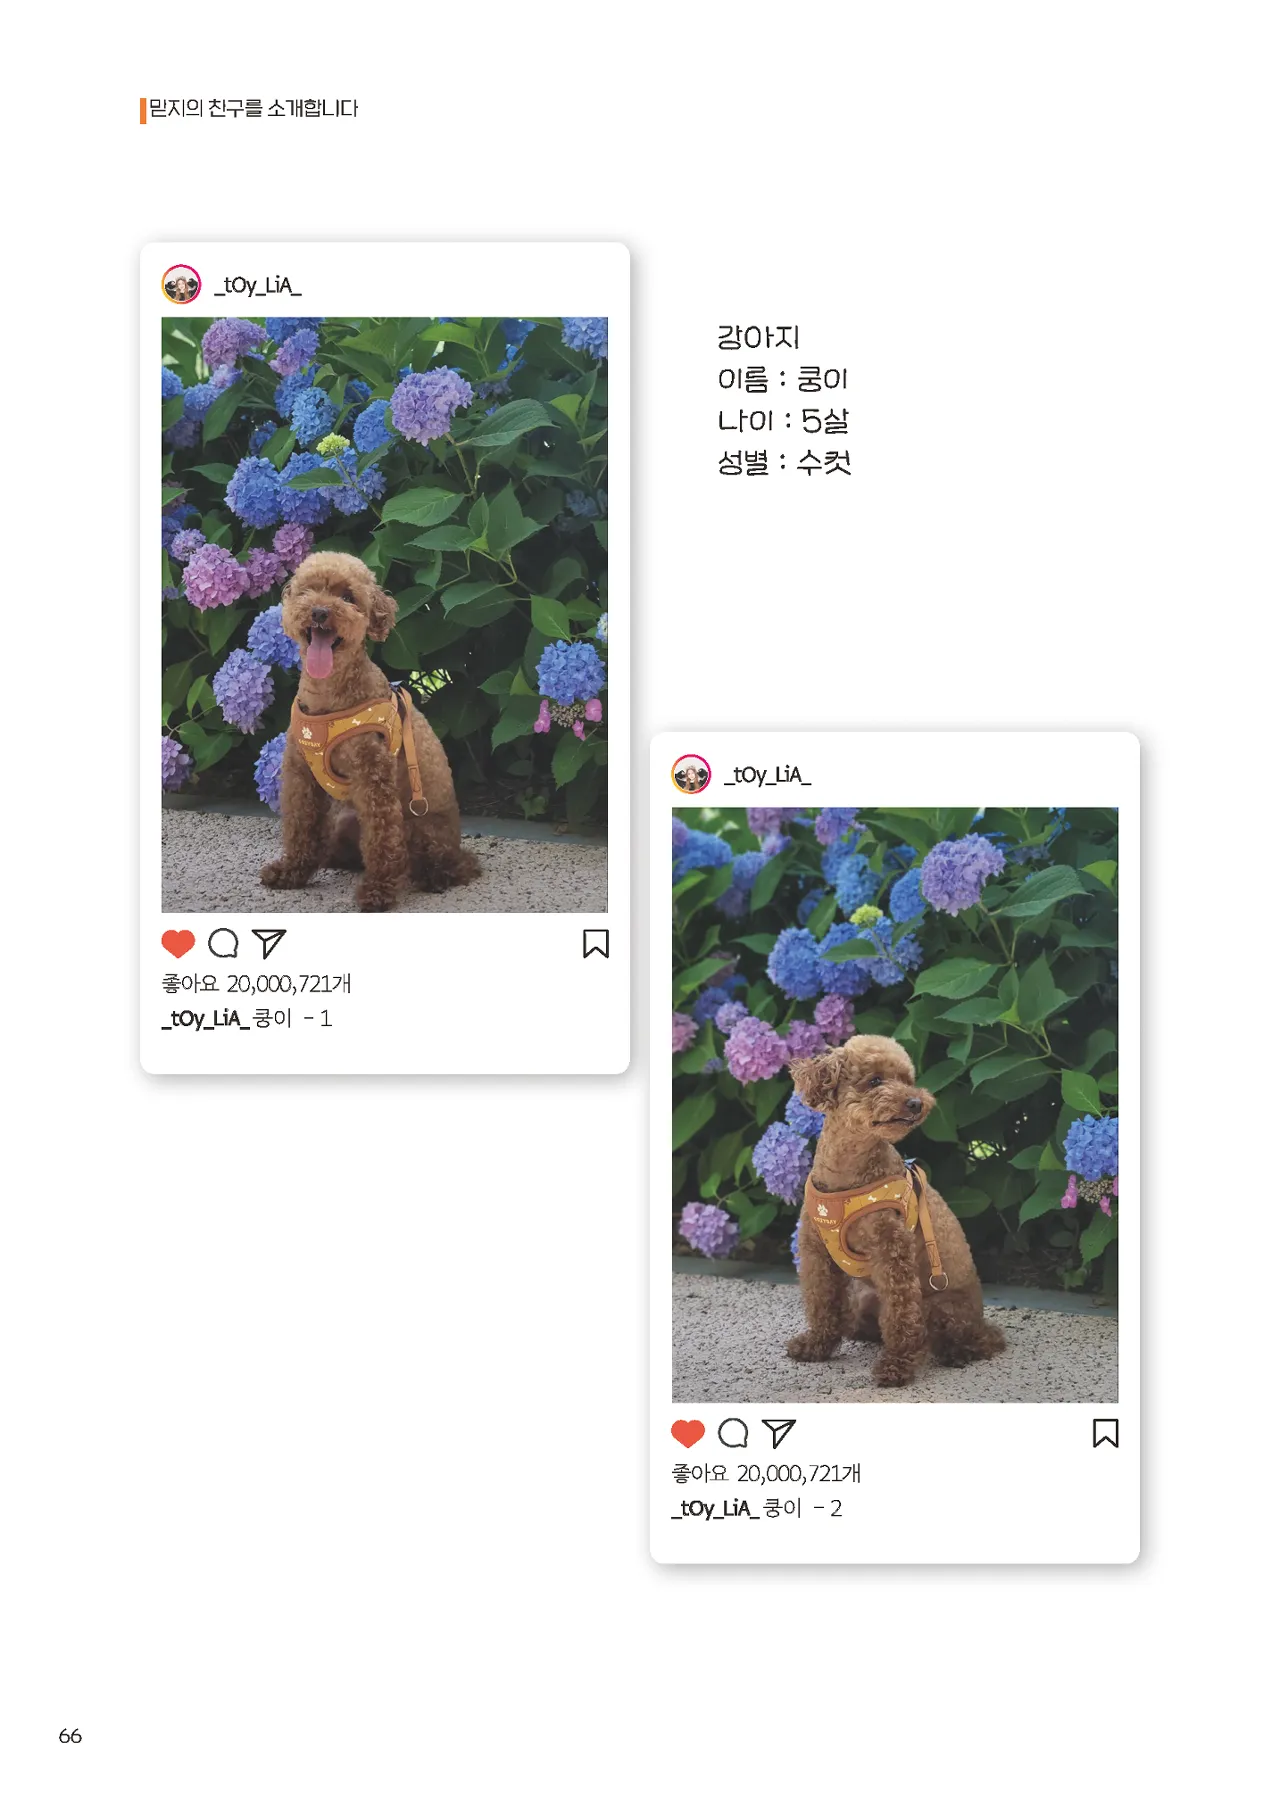 믿지의 친구를 소개합니다
_tOy_LiA_
강아지
이름 : 쿵이
나이 : 5살
성별 : 수컷
좋아요 20,000,721개
_tOy_LiA_ 쿵이 - 1
_tOy_LiA_
좋아요 20,000,721개
_tOy_LiA_ 쿵이 - 2
66